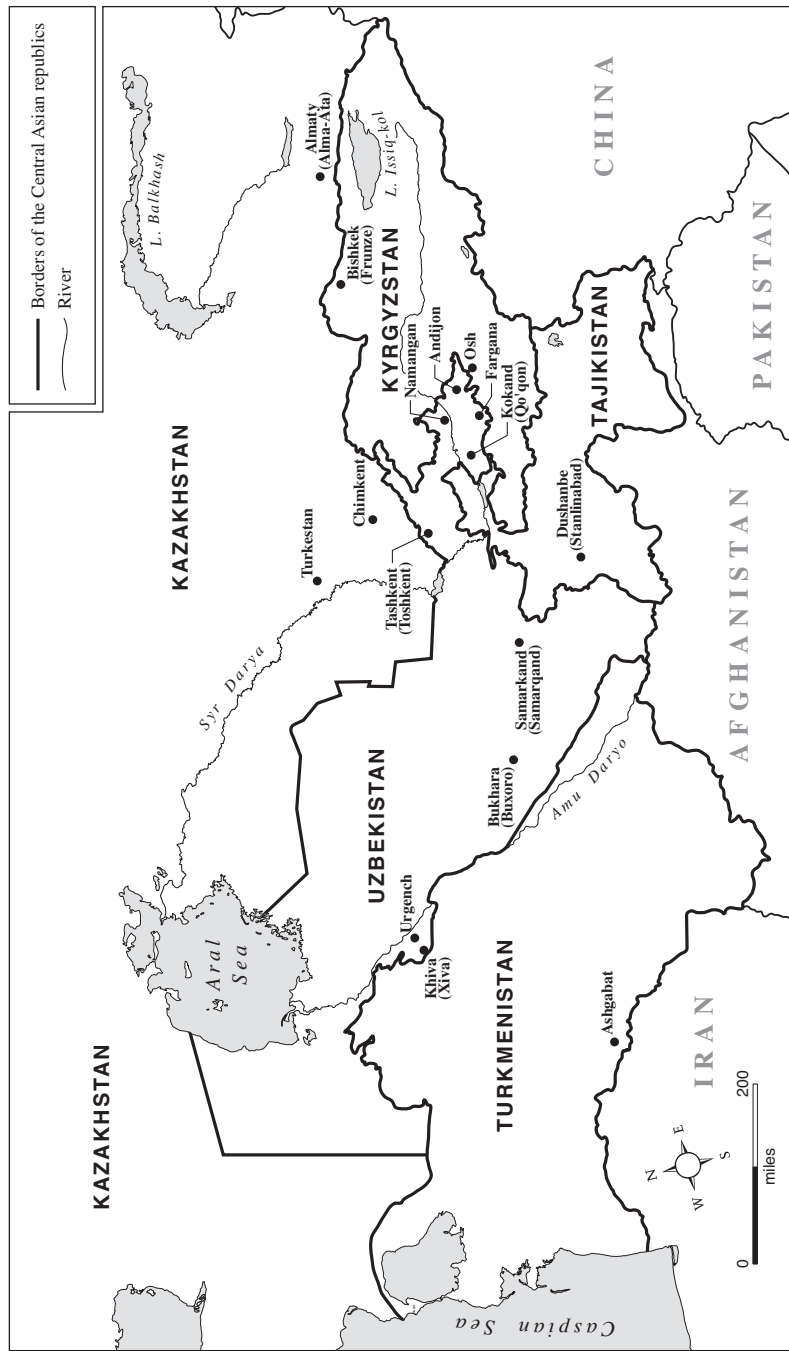 Borders of the Central Asian republics
River
KAZAKHSTAN
KAZAKHSTAN
L. Balkhash
Almaty
(Alma-Ata)
Bishkek
(Frunze)
L. Issiq-kol
KYRGYZSTAN
Turkestan
Chimkent
Syr Darya
Aral
Sea
Tashkent
(Toshkent)
Namangan
Andijon
Osh
Fargana
Kokand
(Qo'qon)
UZBEKISTAN
Urgench
Khiva
(Xiva)
Bukhara
(Buxoro)
Samarkand
(Samarqand)
Dushanbe
(Stanlinabad)
TAJIKISTAN
CHINA
Amu Daryo
TURKMENISTAN
Ashgabat
Caspian Sea
IRAN
AFGHANISTAN
PAKISTAN
N
E
S
W
0
200
miles